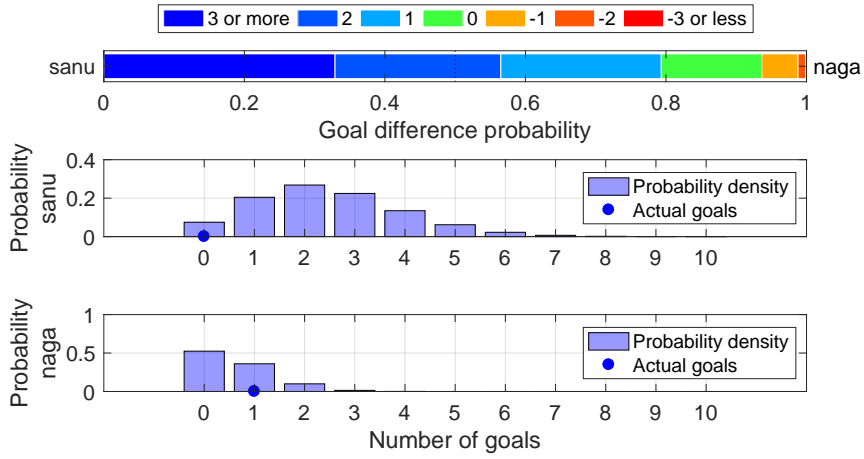 3 or more 2 1 0 -1 -2 -3 or less
sanu naga
0 0.2 0.4 0.6 0.8 1
Goal difference probability
Probability
sanu
0.4
0.2
0
Probability density
Actual goals
0 1 2 3 4 5 6 7 8 9 10
Probability
naga
1
0.5
0
Probability density
Actual goals
0 1 2 3 4 5 6 7 8 9 10
Number of goals